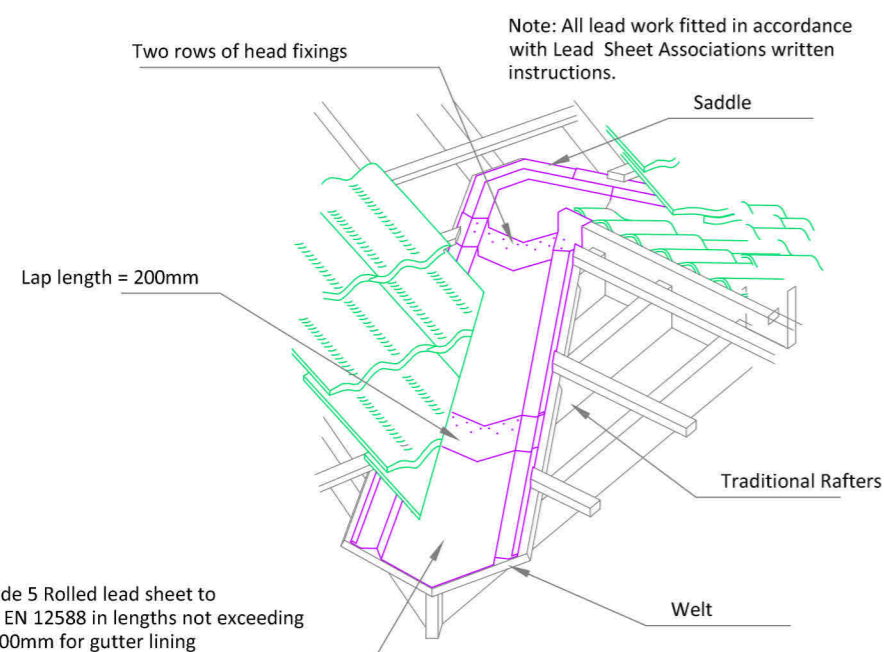 Note: All lead work fitted in accordance
with Lead Sheet Associations written
instructions.
Two rows of head fixings
Saddle
Lap length = 200mm
Traditional Rafters
5 Rolled lead sheet to
EN 12588 in lengths not exceeding
for gutter lining
Welt